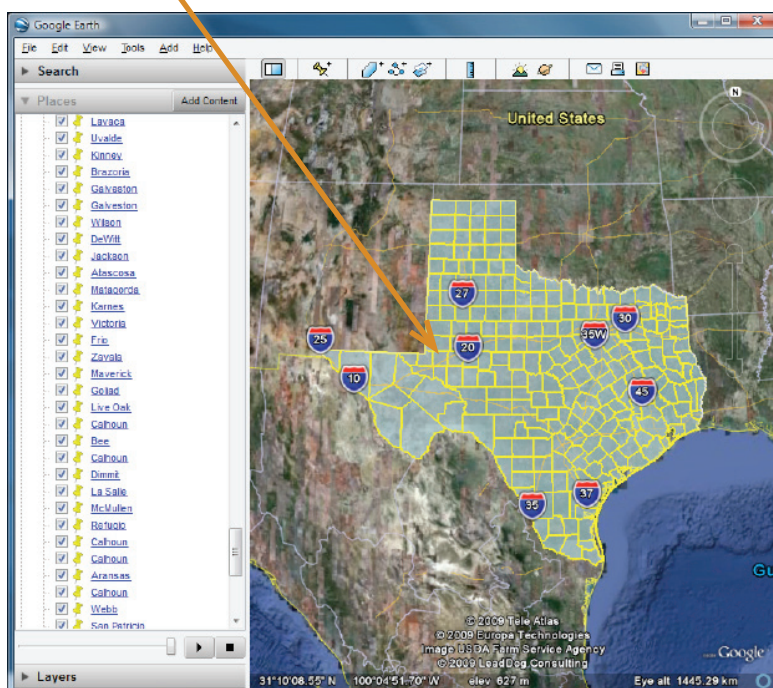 Google Earth
File Edit View Tools Add Help
Search
Places Add Content
Lavaca
Uvalde
Kinney
Brazoria
Galveston
Galveston
Wilson
DeWitt
Jackson
Atascosa
Matagorda
Karnes
Victoria
Frio
Zavala
Maverick
Goliad
Live Oak
Calhoun
Bee
Calhoun
Dimmit
La Salle
McMullen
Refugio
Calhoun
Aransas
Calhoun
Webb
San Patricio
Layers
N
United States
27
30
25
20
35W
10
45
35
37
Gu
© 2009 Tele Atlas
© 2009 Europa Technologies
Image USDA Farm Service Agency
© 2009 LeadDog Consulting
Google
31°10'08.55" N 100°04'51.70" W elev 627 m Eye alt 1445.29 km